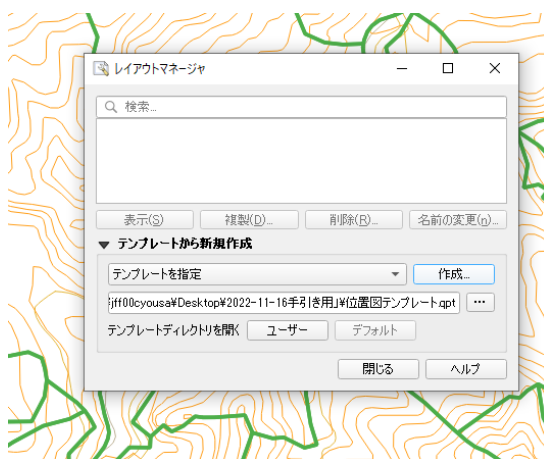 レイアウトマネージャ
検索...
表示(S) 複製(D)... 削除(R)... 名前の変更(n)...
テンプレートから新規作成
テンプレートを指定 作成...
jff00cyousa¥Desktop¥2022-11-16手引き用」¥位置図テンプレート.qpt ...
テンプレートディレクトリを開く ユーザー デフォルト
閉じる ヘルプ